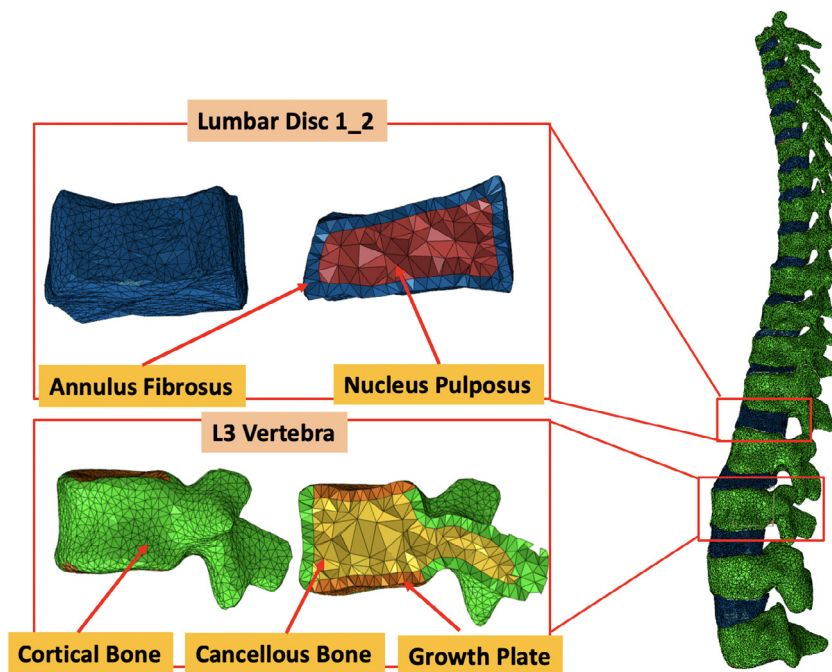 Lumbar Disc 1_2
Annulus Fibrosus
Nucleus Pulposus
L3 Vertebra
Cortical Bone
Cancellous Bone
Growth Plate